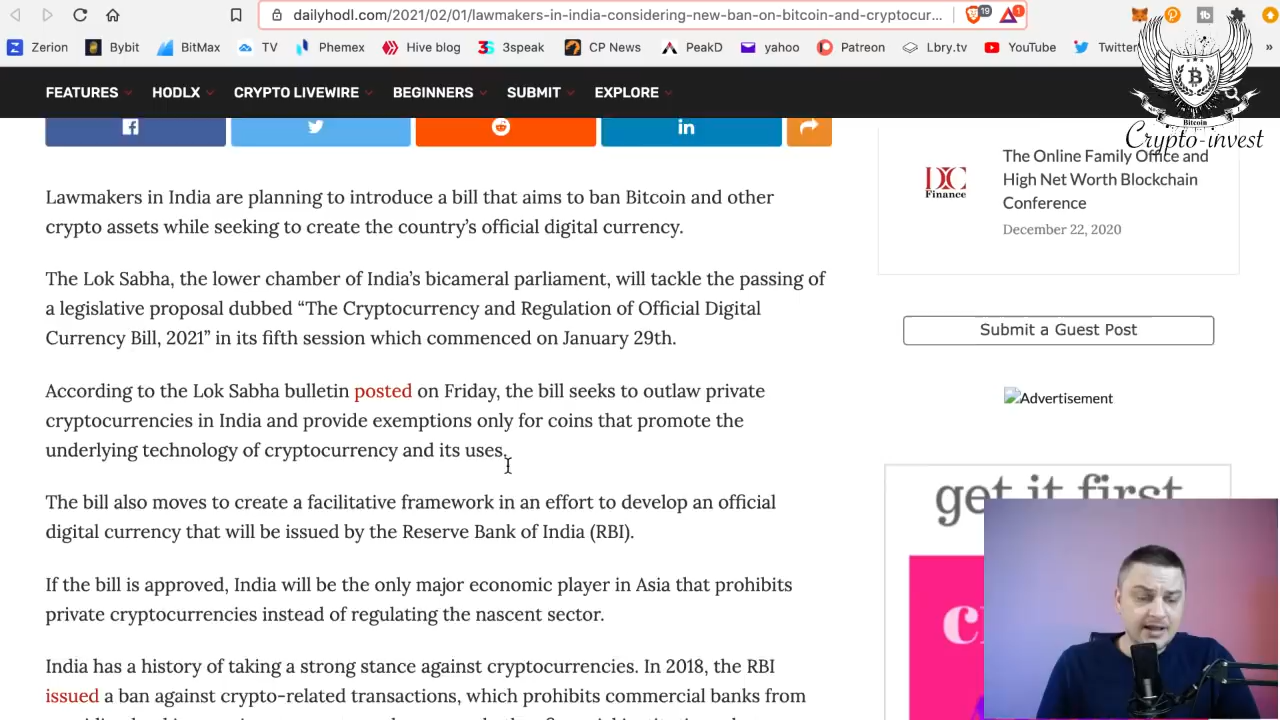 dailyhodl.com/2021/02/01/lawmakers-in-india-considering-new-ban-on-bitcoin-and-cryptocur...
19
1
Zerion Bybit BitMax TV Phemex Hive blog 3speak CP News PeakD yahoo Patreon Lbry.tv YouTube Twitter »
FEATURES HODLX CRYPTO LIVEWIRE BEGINNERS SUBMIT EXPLORE
Bitcoin
Crypto-invest
Lawmakers in India are planning to introduce a bill that aims to ban Bitcoin and other
crypto assets while seeking to create the country’s official digital currency.
The Lok Sabha, the lower chamber of India’s bicameral parliament, will tackle the passing of
a legislative proposal dubbed “The Cryptocurrency and Regulation of Official Digital
Currency Bill, 2021” in its fifth session which commenced on January 29th.
According to the Lok Sabha bulletin posted on Friday, the bill seeks to outlaw private
cryptocurrencies in India and provide exemptions only for coins that promote the
underlying technology of cryptocurrency and its uses.
The bill also moves to create a facilitative framework in an effort to develop an official
digital currency that will be issued by the Reserve Bank of India (RBI).
If the bill is approved, India will be the only major economic player in Asia that prohibits
private cryptocurrencies instead of regulating the nascent sector.
India has a history of taking a strong stance against cryptocurrencies. In 2018, the RBI
issued a ban against crypto-related transactions, which prohibits commercial banks from
DC
Finance
The Online Family Office and
High Net Worth Blockchain
Conference
December 22, 2020
Submit a Guest Post
Advertisement
get it first